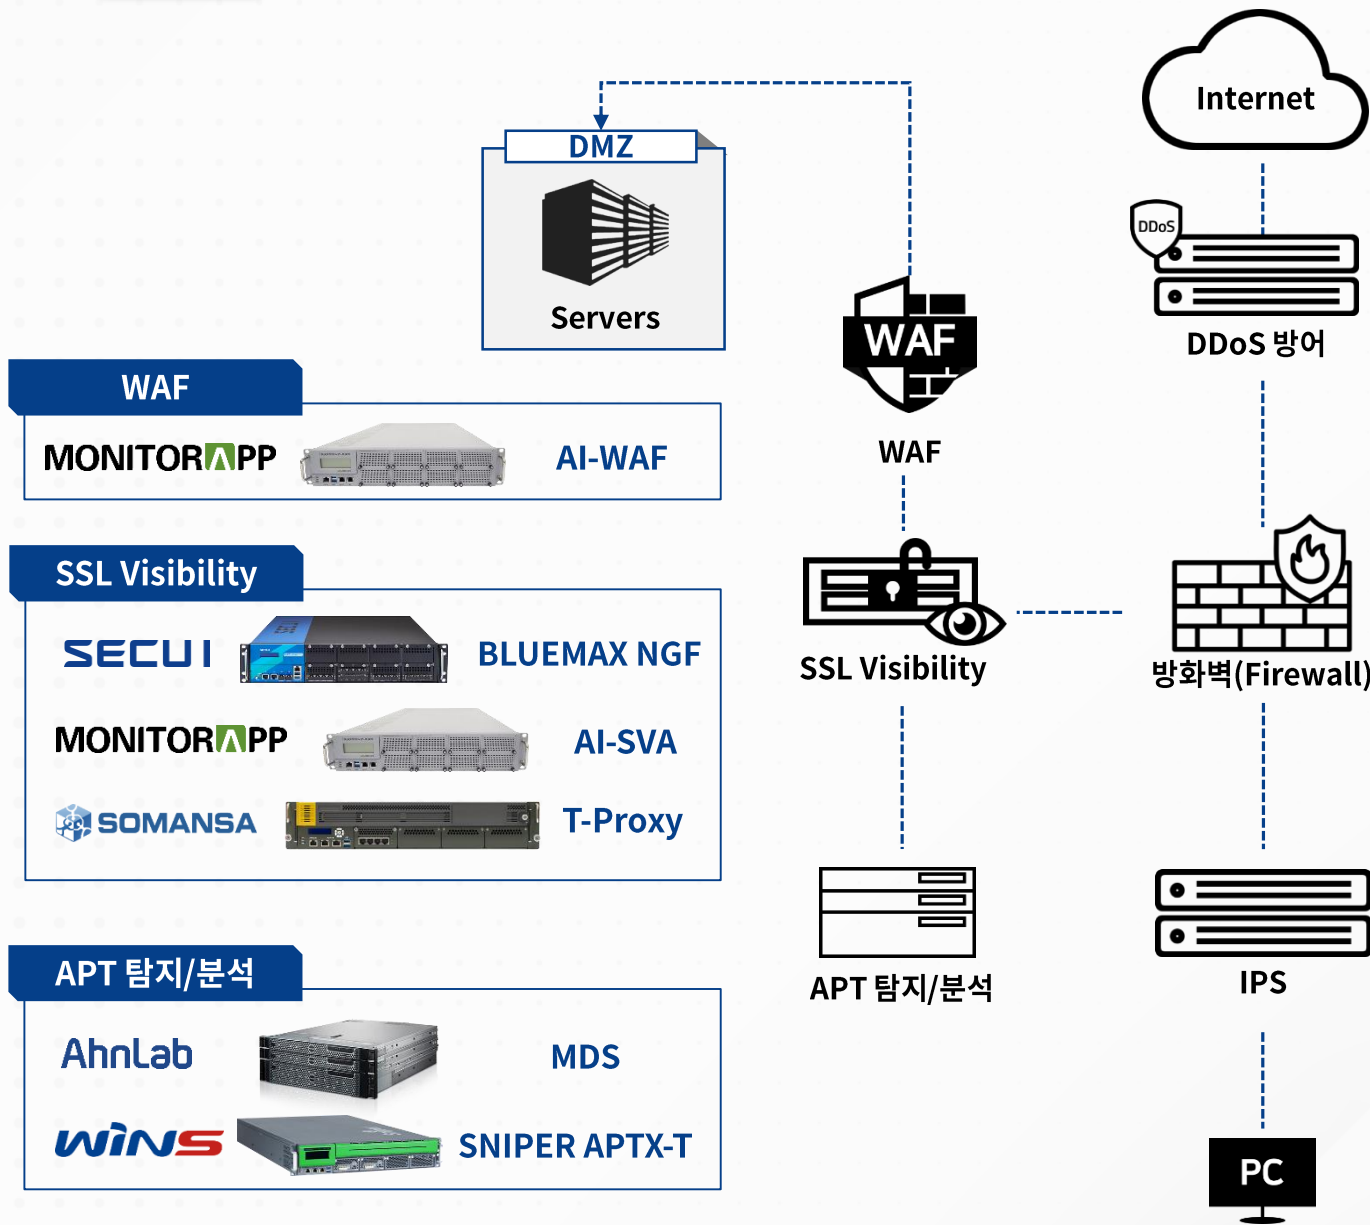 Internet
DMZ
DDoS
Servers
WAF
DDoS 방어
WAF
WAF
MONITORAPP
AI-WAF
SSL Visibility
SECUI
BLUEMAX NGF
SSL Visibility
방화벽(Firewall)
MONITORAPP
AI-SVA
SOMANSA
T-Proxy
APT 탐지/분석
APT 탐지/분석
IPS
AhnLab
MDS
WINS
SNIPER APTX-T
PC